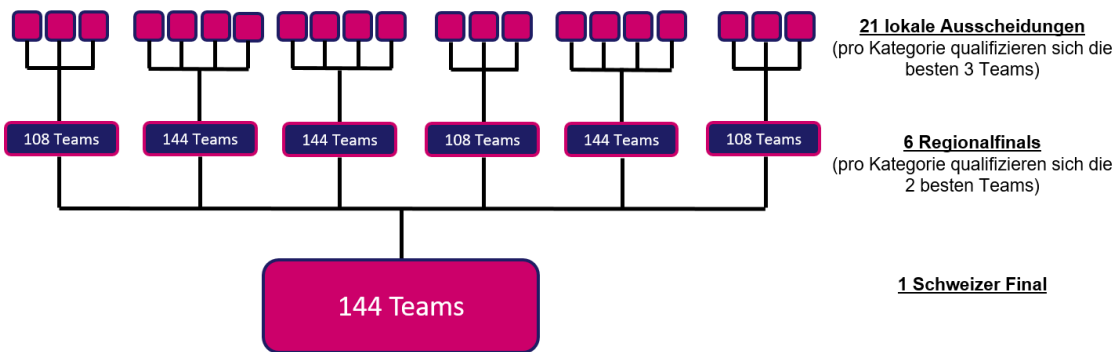 21 lokale Ausscheidungen
(pro Kategorie qualifizieren sich die
besten 3 Teams)
108 Teams
144 Teams
144 Teams
108 Teams
144 Teams
108 Teams
6 Regionalfinals
(pro Kategorie qualifizieren sich die
2 besten Teams)
144 Teams
1 Schweizer Final